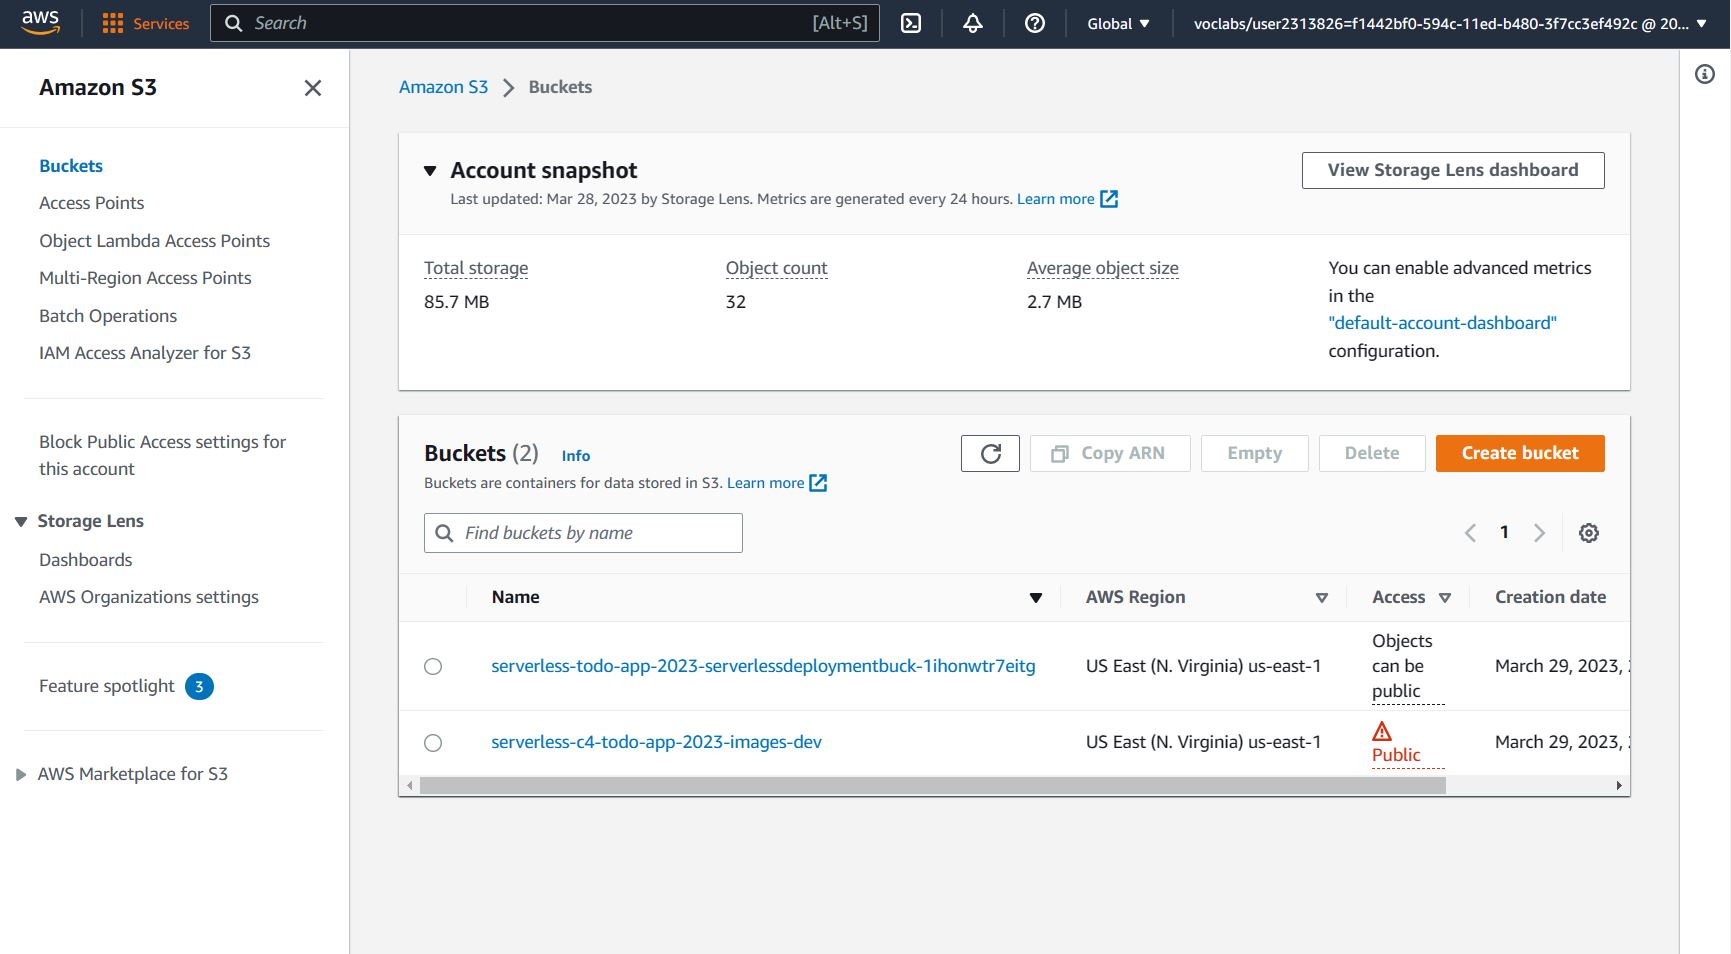 aws
Services
Search
[Alt+S]
Global
voclabs/user2313826=f1442bf0-594c-11ed-b480-3f7cc3ef492c @ 20...
Amazon S3
Buckets
Access Points
Object Lambda Access Points
Multi-Region Access Points
Batch Operations
IAM Access Analyzer for S3
Block Public Access settings for
this account
Storage Lens
Dashboards
AWS Organizations settings
Feature spotlight 3
AWS Marketplace for S3
Amazon S3 > Buckets
Account snapshot
Last updated: Mar 28, 2023 by Storage Lens. Metrics are generated every 24 hours. Learn more
View Storage Lens dashboard
Total storage
85.7 MB
Object count
32
Average object size
2.7 MB
You can enable advanced metrics
in the
"default-account-dashboard"
configuration.
Buckets (2) Info
Buckets are containers for data stored in S3. Learn more
Copy ARN
Empty
Delete
Create bucket
Find buckets by name
1
Name AWS Region Access Creation date
serverless-todo-app-2023-serverlessdeploymentbuck-1ihonwtr7eitg
US East (N. Virginia) us-east-1
Objects
can be
public
March 29, 2023,
serverless-c4-todo-app-2023-images-dev
US East (N. Virginia) us-east-1
Public
March 29, 2023,